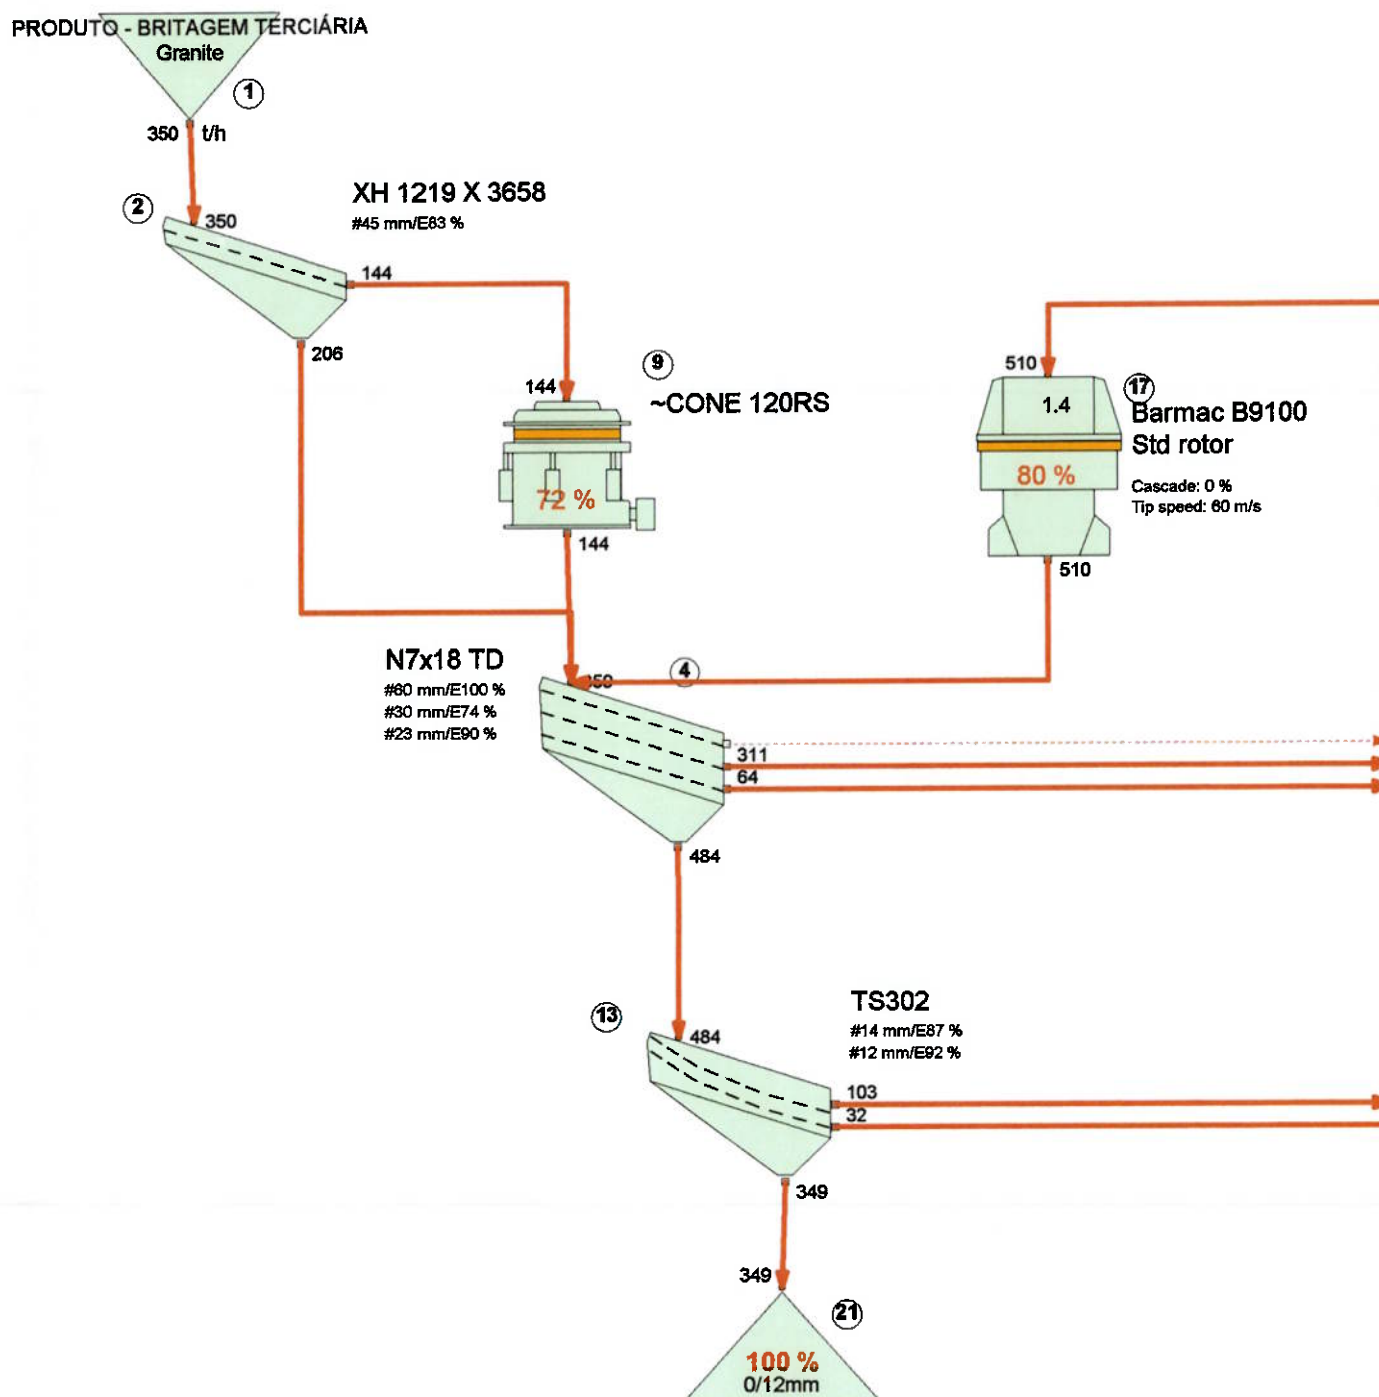 PRODUTO - BRITAGEM TERCIÁRIA
Granite
1
350 t/h
2
350
XH 1219 X 3658
#45 mm/E83 %
144
206
9
144
~CONE 120RS
72 %
144
510
17
1.4
Barmac B9100
Std rotor
80 %
Cascade: 0 %
Tip speed: 60 m/s
510
N7x18 TD
#60 mm/E100 %
#30 mm/E74 %
#23 mm/E90 %
4
311
64
484
13
484
TS302
#14 mm/E87 %
#12 mm/E92 %
103
32
349
349
21
100 %
0/12mm